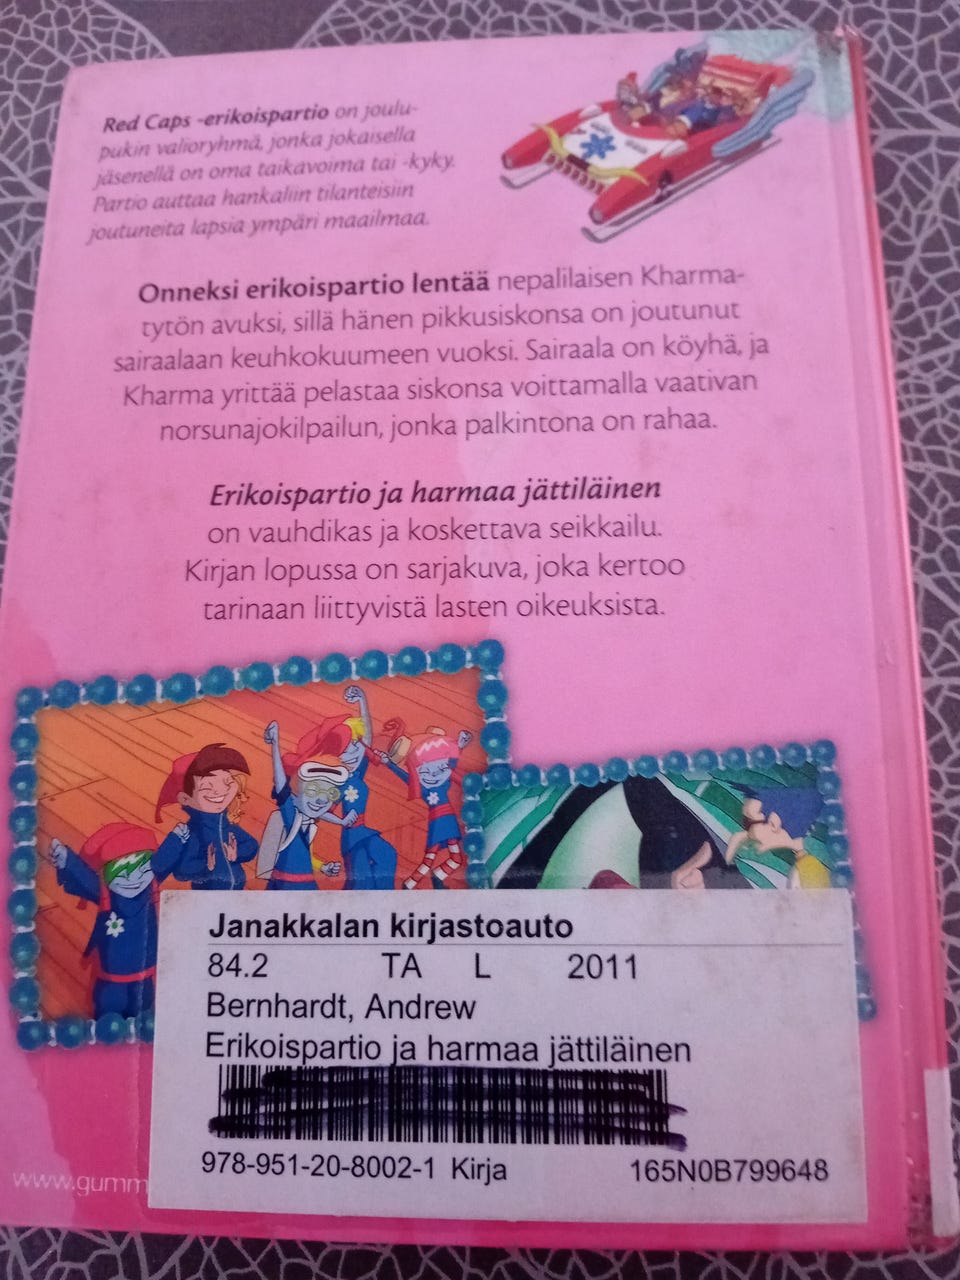 Red Caps -erikoispartio on joulu-
pukin valioryhmä, jonka jokaisella
jäsenellä on oma taikavoima tai -kyky.
Partio auttaa hankaliin tilanteisiin
joutuneita lapsia ympäri maailmaa.
Onneksi erikoispartio lentää nepalilaisen Kharma-
tytön avuksi, sillä hänen pikkusiskonsa on joutunut
sairaalaan keuhkokuumeen vuoksi. Sairaala on köyhä, ja
Kharma yrittää pelastaa siskonsa voittamalla vaativan
norsunajokilpailun, jonka palkintona on rahaa.
Erikoispartio ja harmaa jättiläinen
on vauhdikas ja koskettava seikkailu.
Kirjan lopussa on sarjakuva, joka kertoo
tarinaan liittyvistä lasten oikeuksista.
Janakkalan kirjastoauto
84.2 TA L 2011
Bernhardt, Andrew
Erikoispartio ja harmaa jättiläinen
978-951-20-8002-1 Kirja 165N0B799648
www.gumm